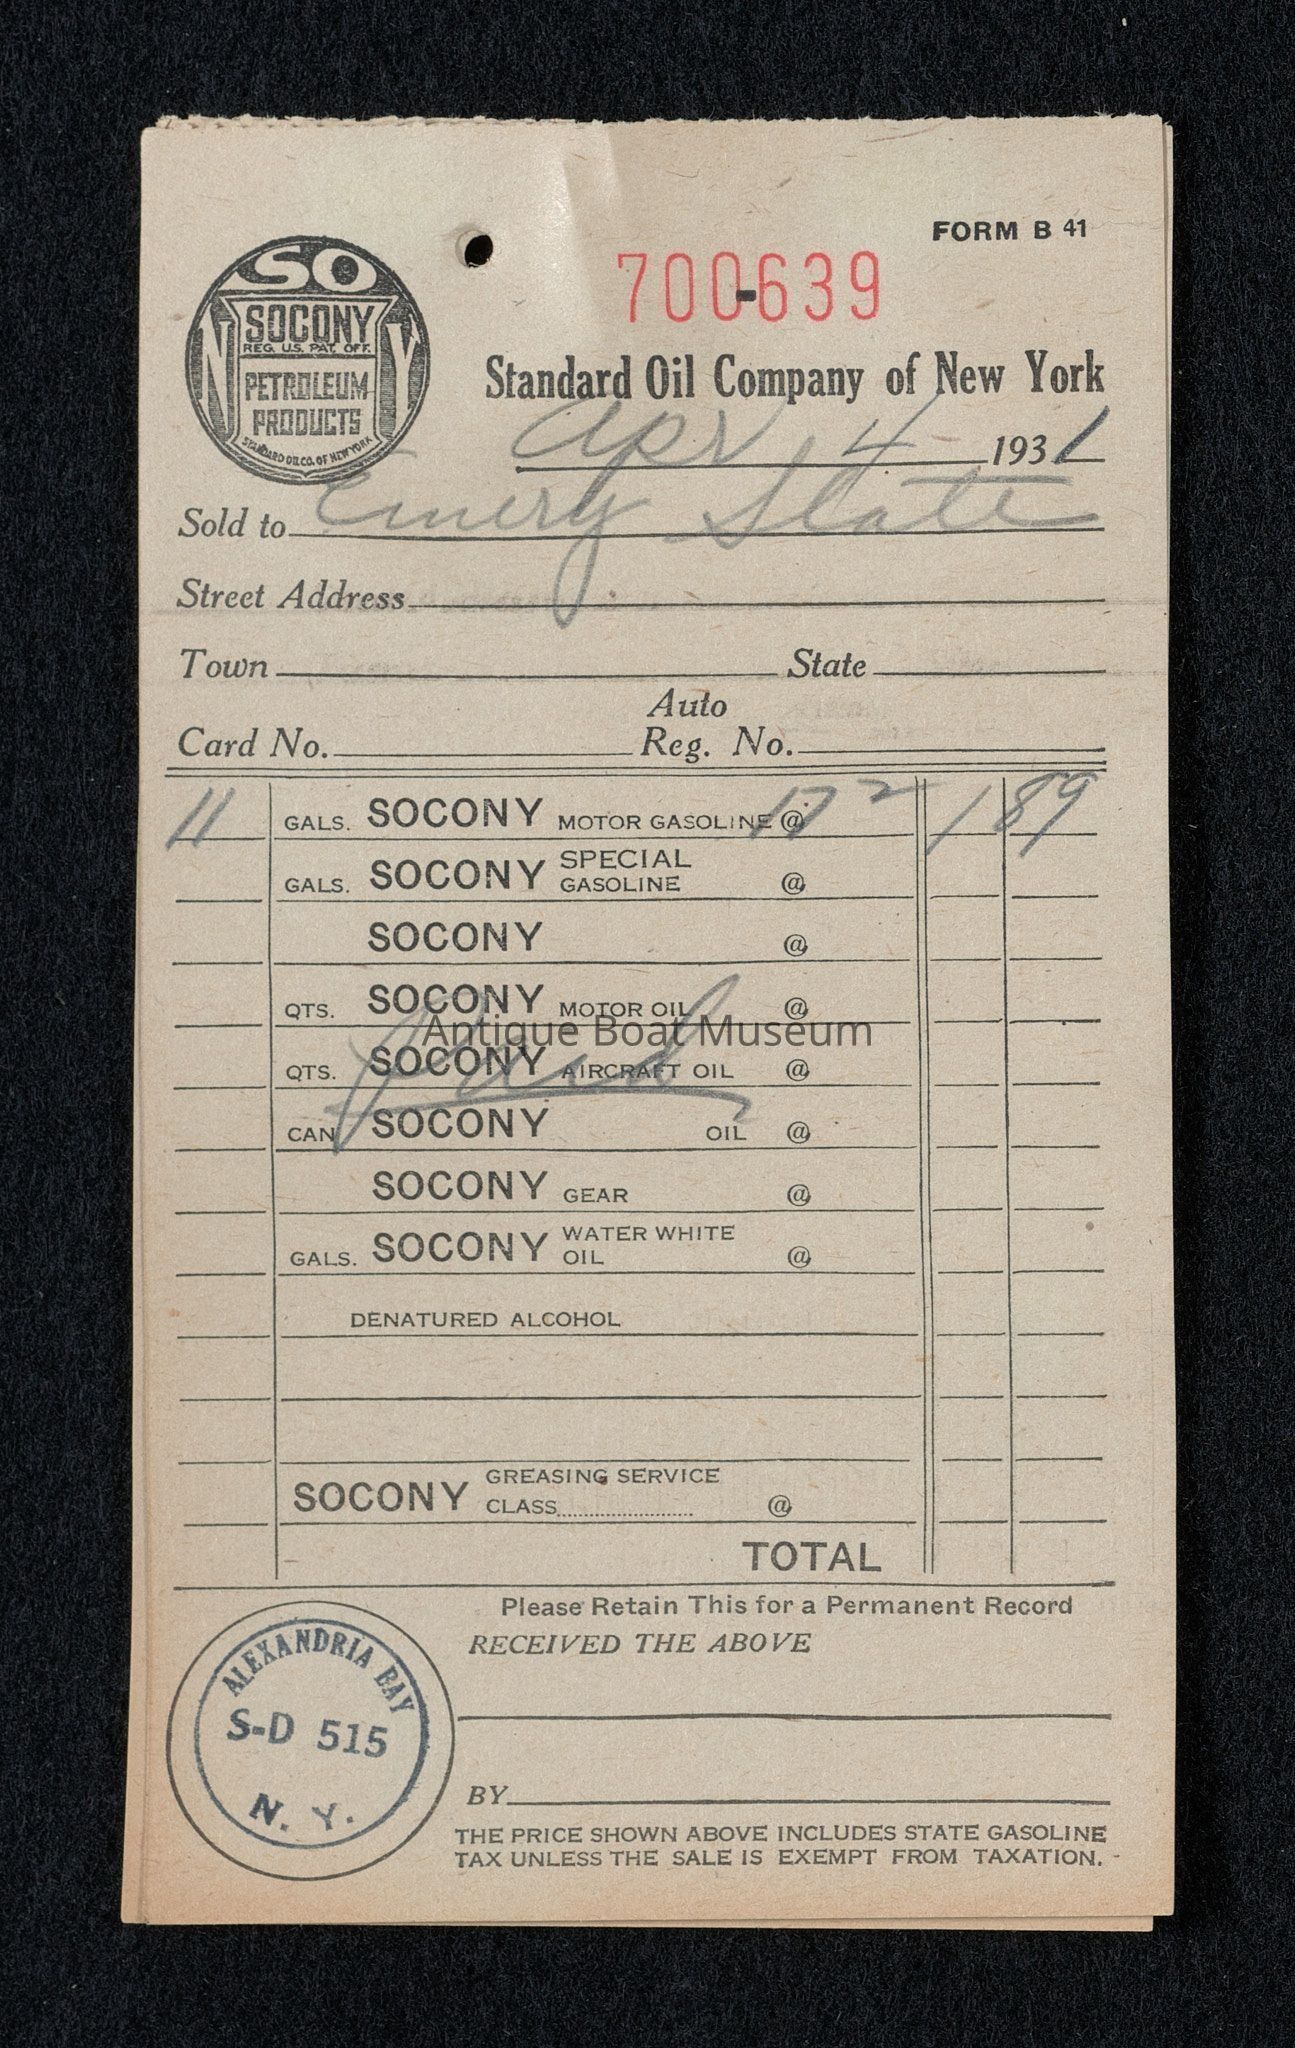 FORM B 41
SO
N Y
SOCONY
REG. U.S. PAT. OFF.
PETROLEUM
PRODUCTS
STANDARD OIL CO. OF NEW YORK
700-639
Standard Oil Company of New York
Apr 4 1931
Sold to Emery State
Street Address
Town State
Auto
Card No. Reg. No.
11 GALS. SOCONY MOTOR GASOLINE @ 17 2 1 89
GALS. SOCONY SPECIAL GASOLINE @
SOCONY @
QTS. SOCONY MOTOR OIL @
Antique Boat Museum
QTS. SOCONY AIRCRAFT OIL @
Paid
CAN SOCONY OIL @
SOCONY GEAR @
GALS. SOCONY WATER WHITE OIL @
DENATURED ALCOHOL
SOCONY GREASING SERVICE CLASS @
TOTAL
Please Retain This for a Permanent Record
RECEIVED THE ABOVE
ALEXANDRIA BAY
S-D 515
N. Y.
BY
THE PRICE SHOWN ABOVE INCLUDES STATE GASOLINE
TAX UNLESS THE SALE IS EXEMPT FROM TAXATION.